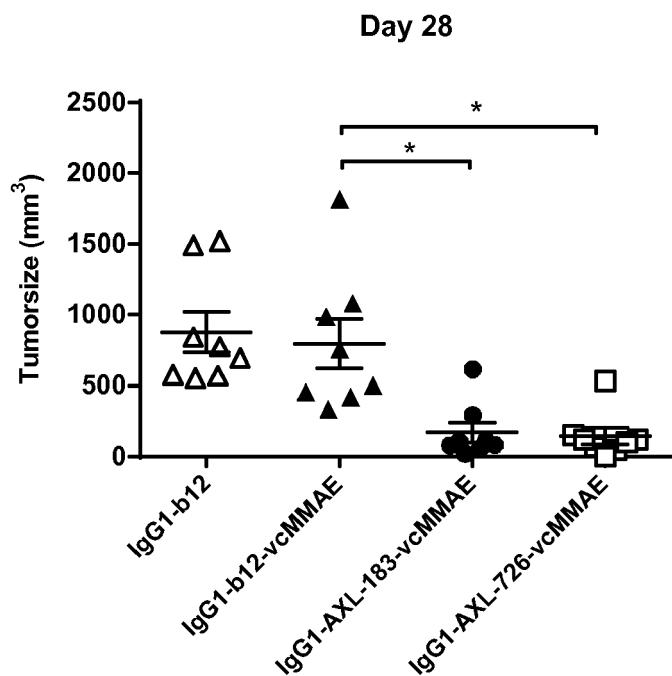 Day 28
Tumorsize (mm³)
2500
2000
1500
1000
500
0
*
*
IgG1-b12
IgG1-b12-vcMMAE
IgG1-AXL-183-vcMMAE
IgG1-AXL-726-vcMMAE